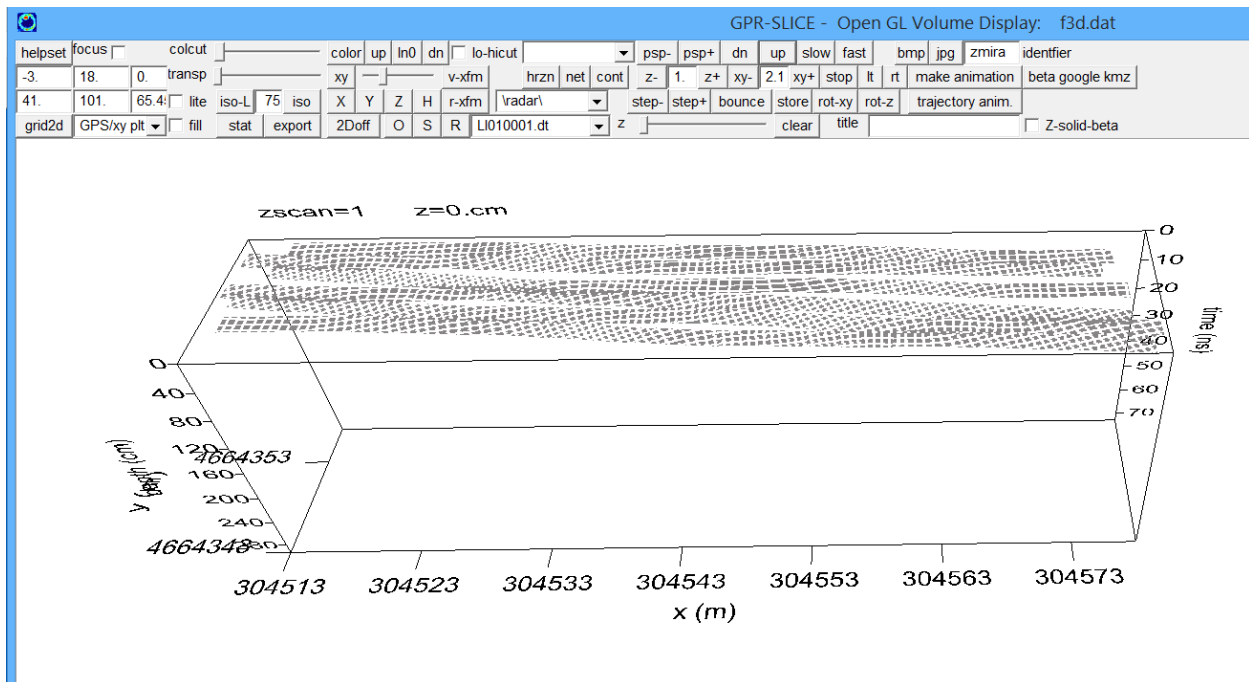 GPR-SLICE - Open GL Volume Display: f3d.dat
helpset focus colcut color up ln0 dn lo-hicut psp- psp+ dn up slow fast bmp jpg zmira identfier
-3. 18. 0. transp xy v-xfm hrzn net cont z- 1. z+ xy- 2.1 xy+ stop lt rt make animation beta google kmz
41. 101. 65.4 lite iso-L 75 iso X Y Z H r-xfm \radar\ step- step+ bounce store rot-xy rot-z trajectory anim.
grid2d GPS/xy plt fill stat export 2Doff O S R LI010001.dt z clear title Z-solid-beta
zscan=1 z=0.cm
0
10
20
30
40
50
60
70
time (ns)
0
40
80
120
4664353
160
200
240
4664348
304513 304523 304533 304543 304553 304563 304573
x (m)